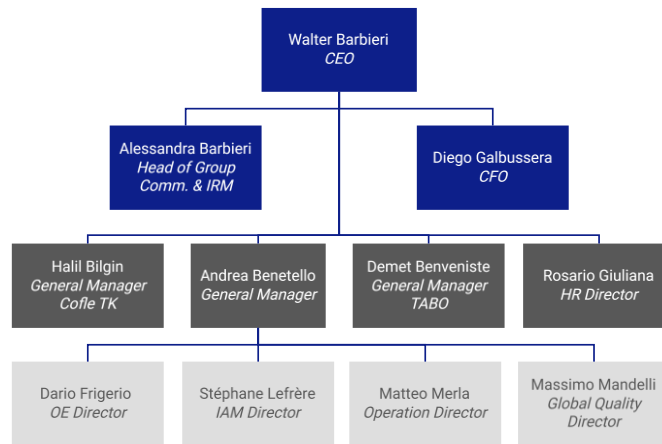 Walter Barbieri
CEO
Alessandra Barbieri
Head of Group
Comm. & IRM
Diego Galbussera
CFO
Halil Bilgin
General Manager
Cofle TK
Andrea Benetello
General Manager
Demet Benveniste
General Manager
TABO
Rosario Giuliana
HR Director
Dario Frigerio
OE Director
Stéphane Lefrère
IAM Director
Matteo Merla
Operation Director
Massimo Mandelli
Global Quality
Director